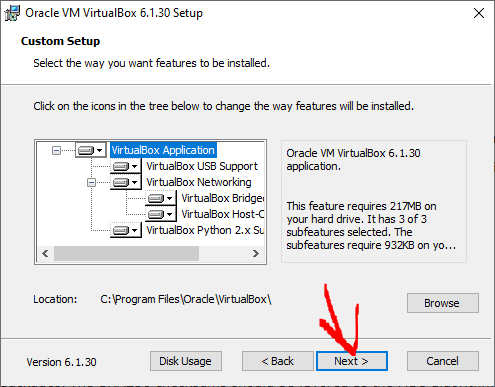 Oracle VM VirtualBox 6.1.30 Setup
Custom Setup
Select the way you want features to be installed.
Click on the icons in the tree below to change the way features will be installed.
VirtualBox Application
VirtualBox USB Support
VirtualBox Networking
VirtualBox Bridge
VirtualBox Host-C
VirtualBox Python 2.x Su
Oracle VM VirtualBox 6.1.30
application.
This feature requires 217MB on
your hard drive. It has 3 of 3
subfeatures selected. The
subfeatures require 932KB on yo...
Location: C:\Program Files\Oracle\VirtualBox\
Browse
Version 6.1.30
Disk Usage
< Back
Next >
Cancel